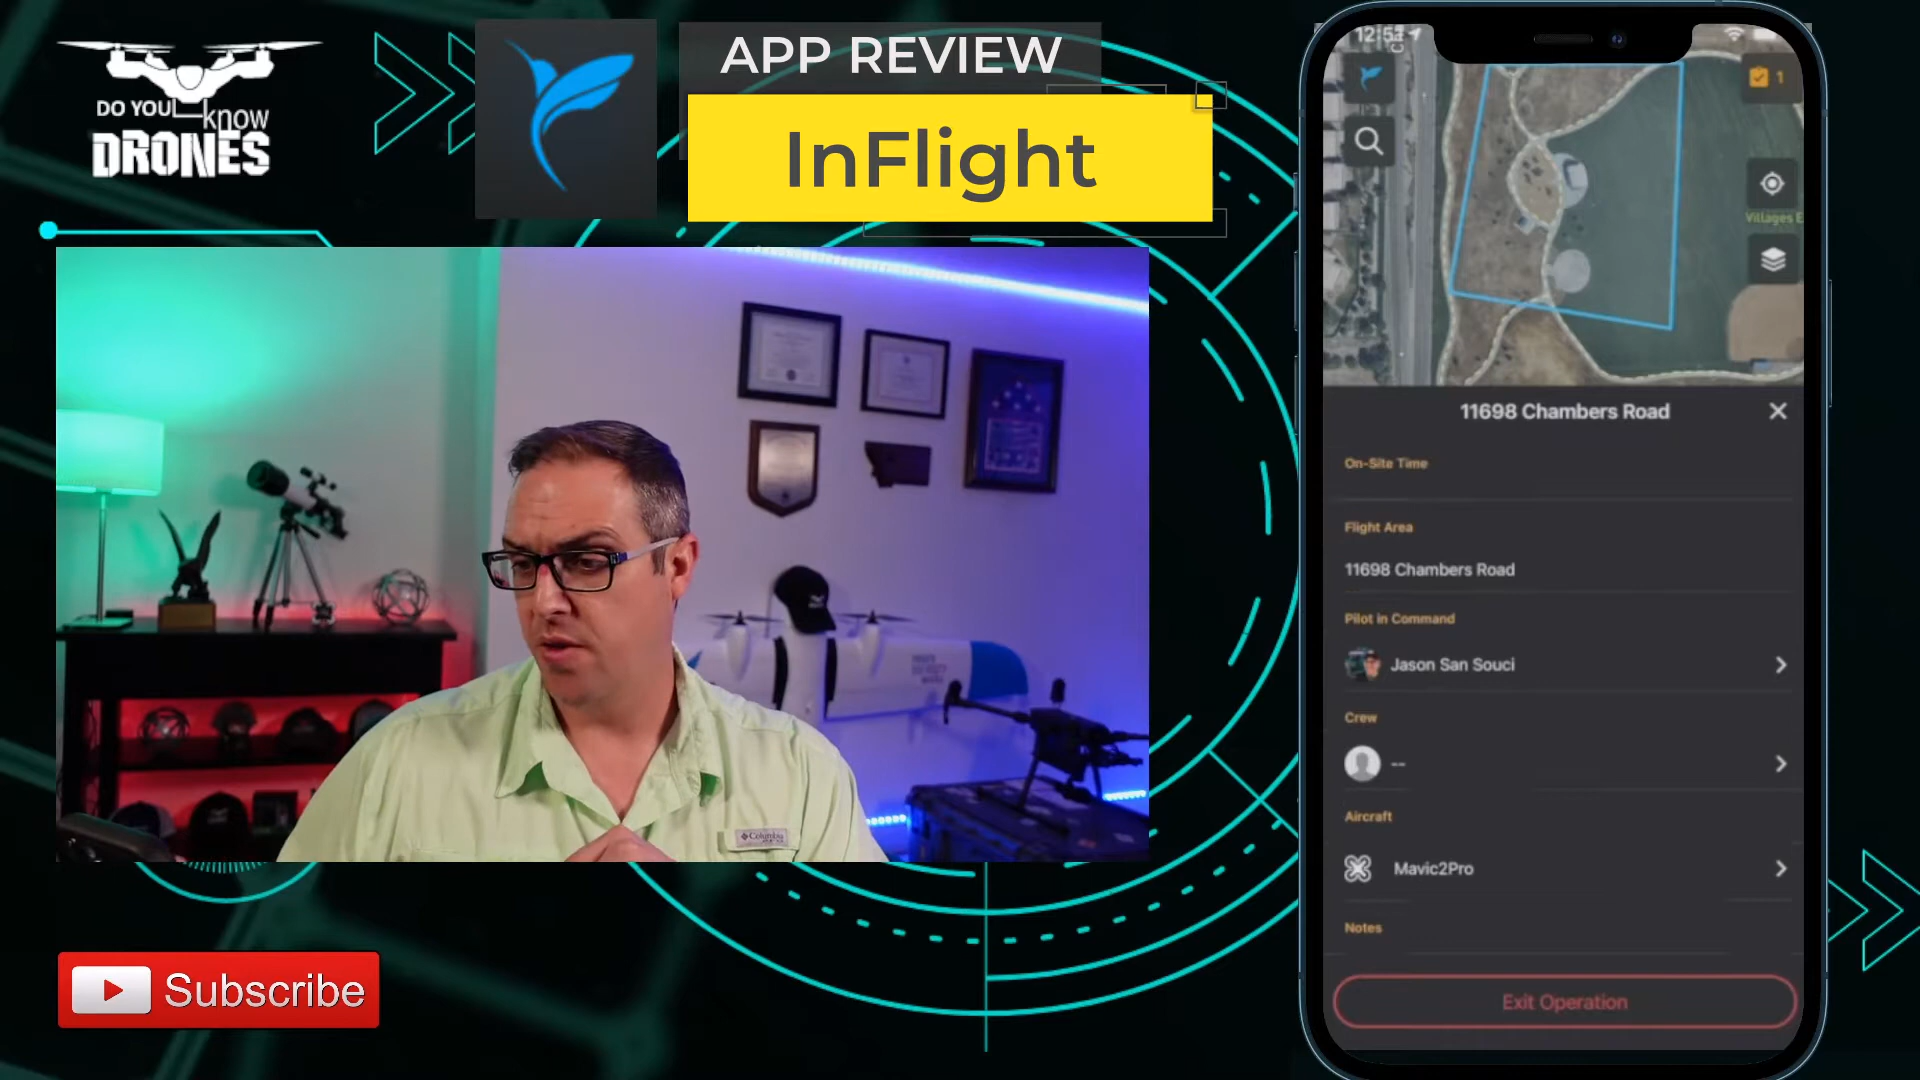 DO YOU
know
DRONES
APP REVIEW
InFlight
Columbia
Subscribe
12:53
1
Villages E
11698 Chambers Road
On-Site Time
Flight Area
11698 Chambers Road
Pilot in Command
Jason San Souci
Crew
--
Aircraft
Mavic2Pro
Notes
Exit Operation